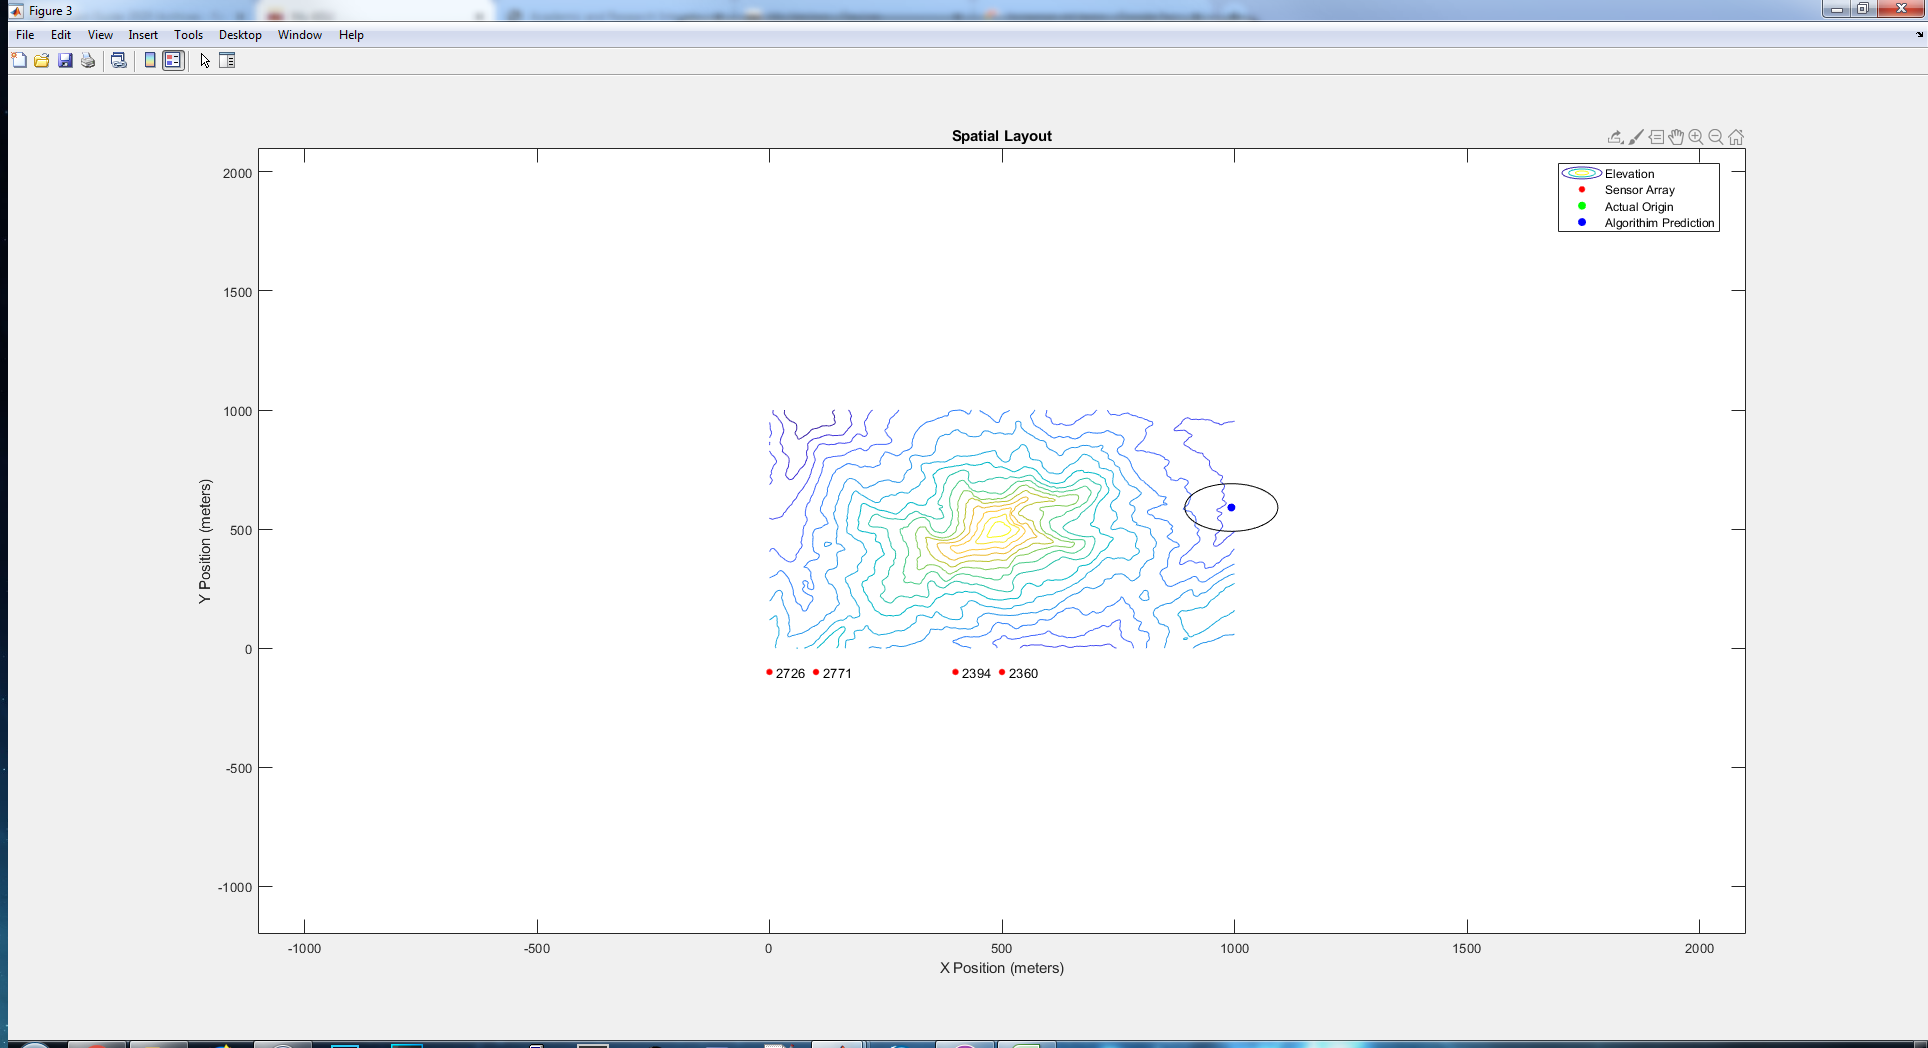 Figure 3
File Edit View Insert Tools Desktop Window Help
Spatial Layout
Elevation
Sensor Array
Actual Origin
Algorithim Prediction
2000
1500
1000
500
0
-500
-1000
Y Position (meters)
2726 2771 2394 2360
-1000 -500 0 500 1000 1500 2000
X Position (meters)